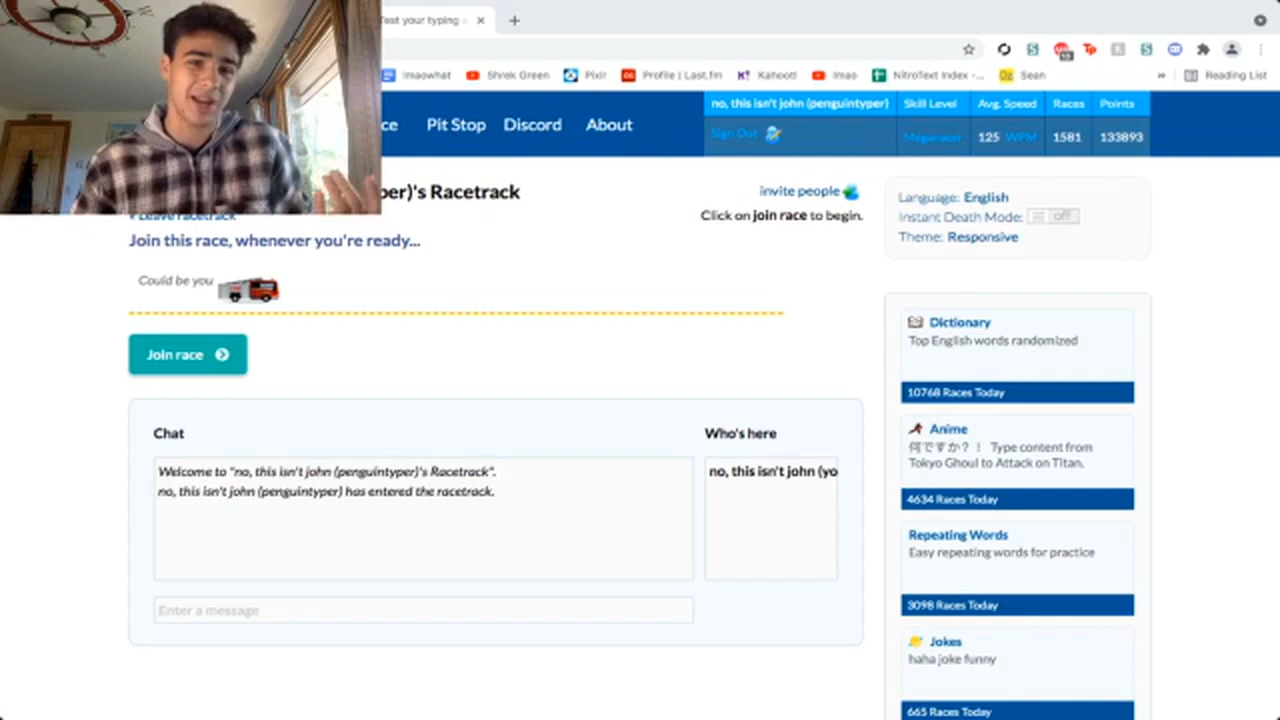 Test your typing s
imaowhat
Shrek Green
Pixlr
Profile | Last.fm
Kahoot!
lmao
NitroText Index -...
Sean
»
Reading List
ce
Pit Stop
Discord
About
no, this isn't john (penguintyper)
Skill Level
Avg. Speed
Races
Points
Sign Out
Megaracer
125 WPM
1581
133893
per)'s Racetrack
invite people
« Leave racetrack
Click on join race to begin.
Join this race, whenever you're ready...
Could be you
Join race
Language: English
Instant Death Mode: off
Theme: Responsive
Chat
Who's here
Welcome to "no, this isn't john (penguintyper)'s Racetrack".
no, this isn't john (penguintyper) has entered the racetrack.
no, this isn't john (yo
Enter a message
Dictionary
Top English words randomized
10768 Races Today
Anime
何ですか？！ Type content from
Tokyo Ghoul to Attack on Titan.
4634 Races Today
Repeating Words
Easy repeating words for practice
3098 Races Today
Jokes
haha joke funny
665 Races Today